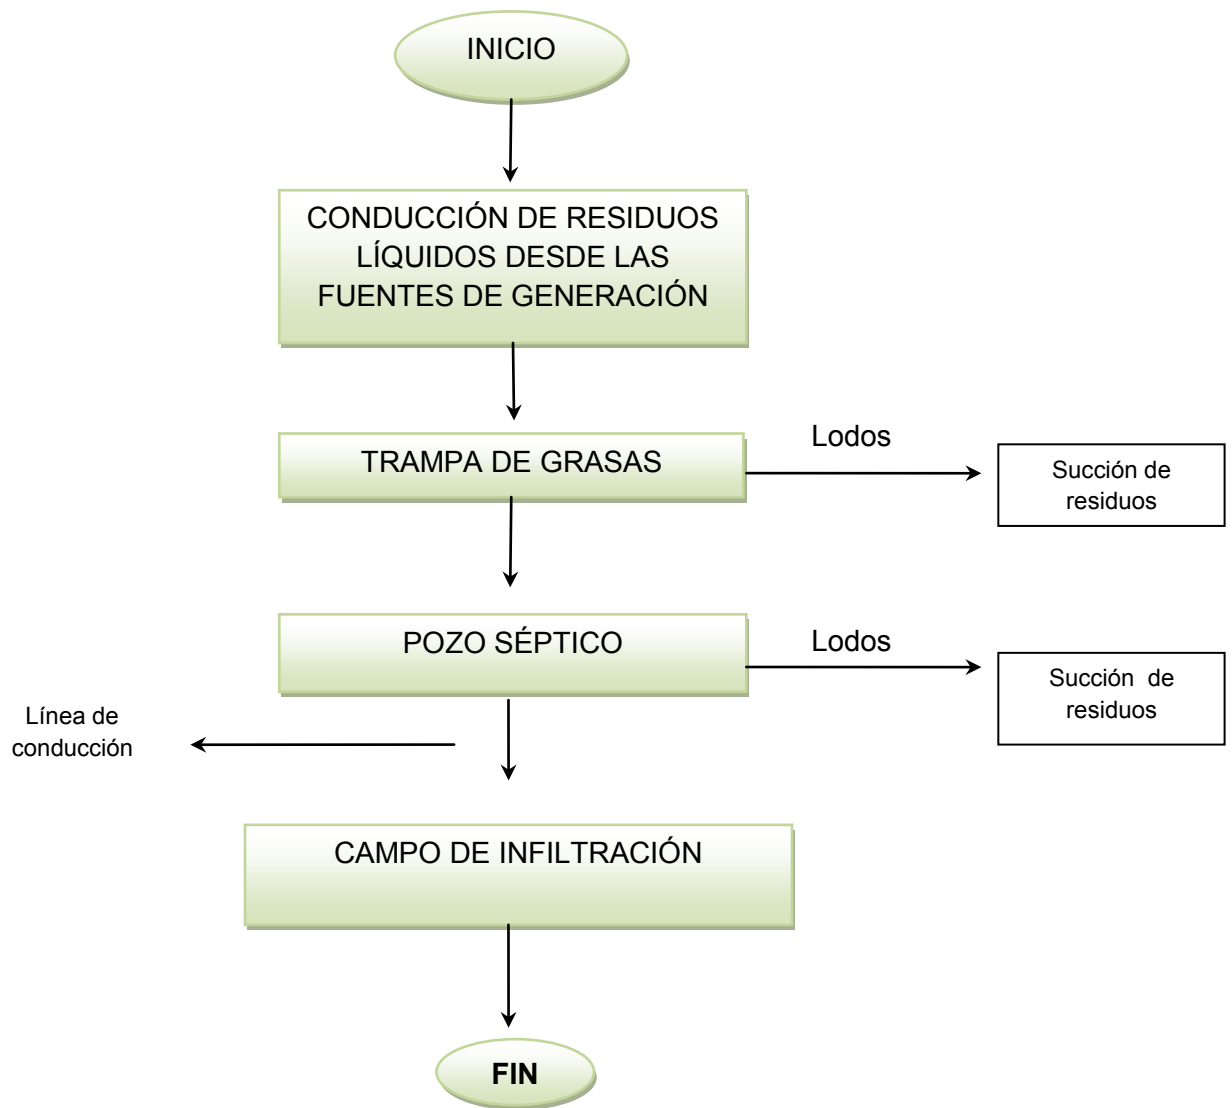 INICIO
CONDUCCIÓN DE RESIDUOS
LÍQUIDOS DESDE LAS
FUENTES DE GENERACIÓN
TRAMPA DE GRASAS
Lodos
Succión de
residuos
POZO SÉPTICO
Lodos
Succión de
residuos
Línea de
conducción
CAMPO DE INFILTRACIÓN
FIN